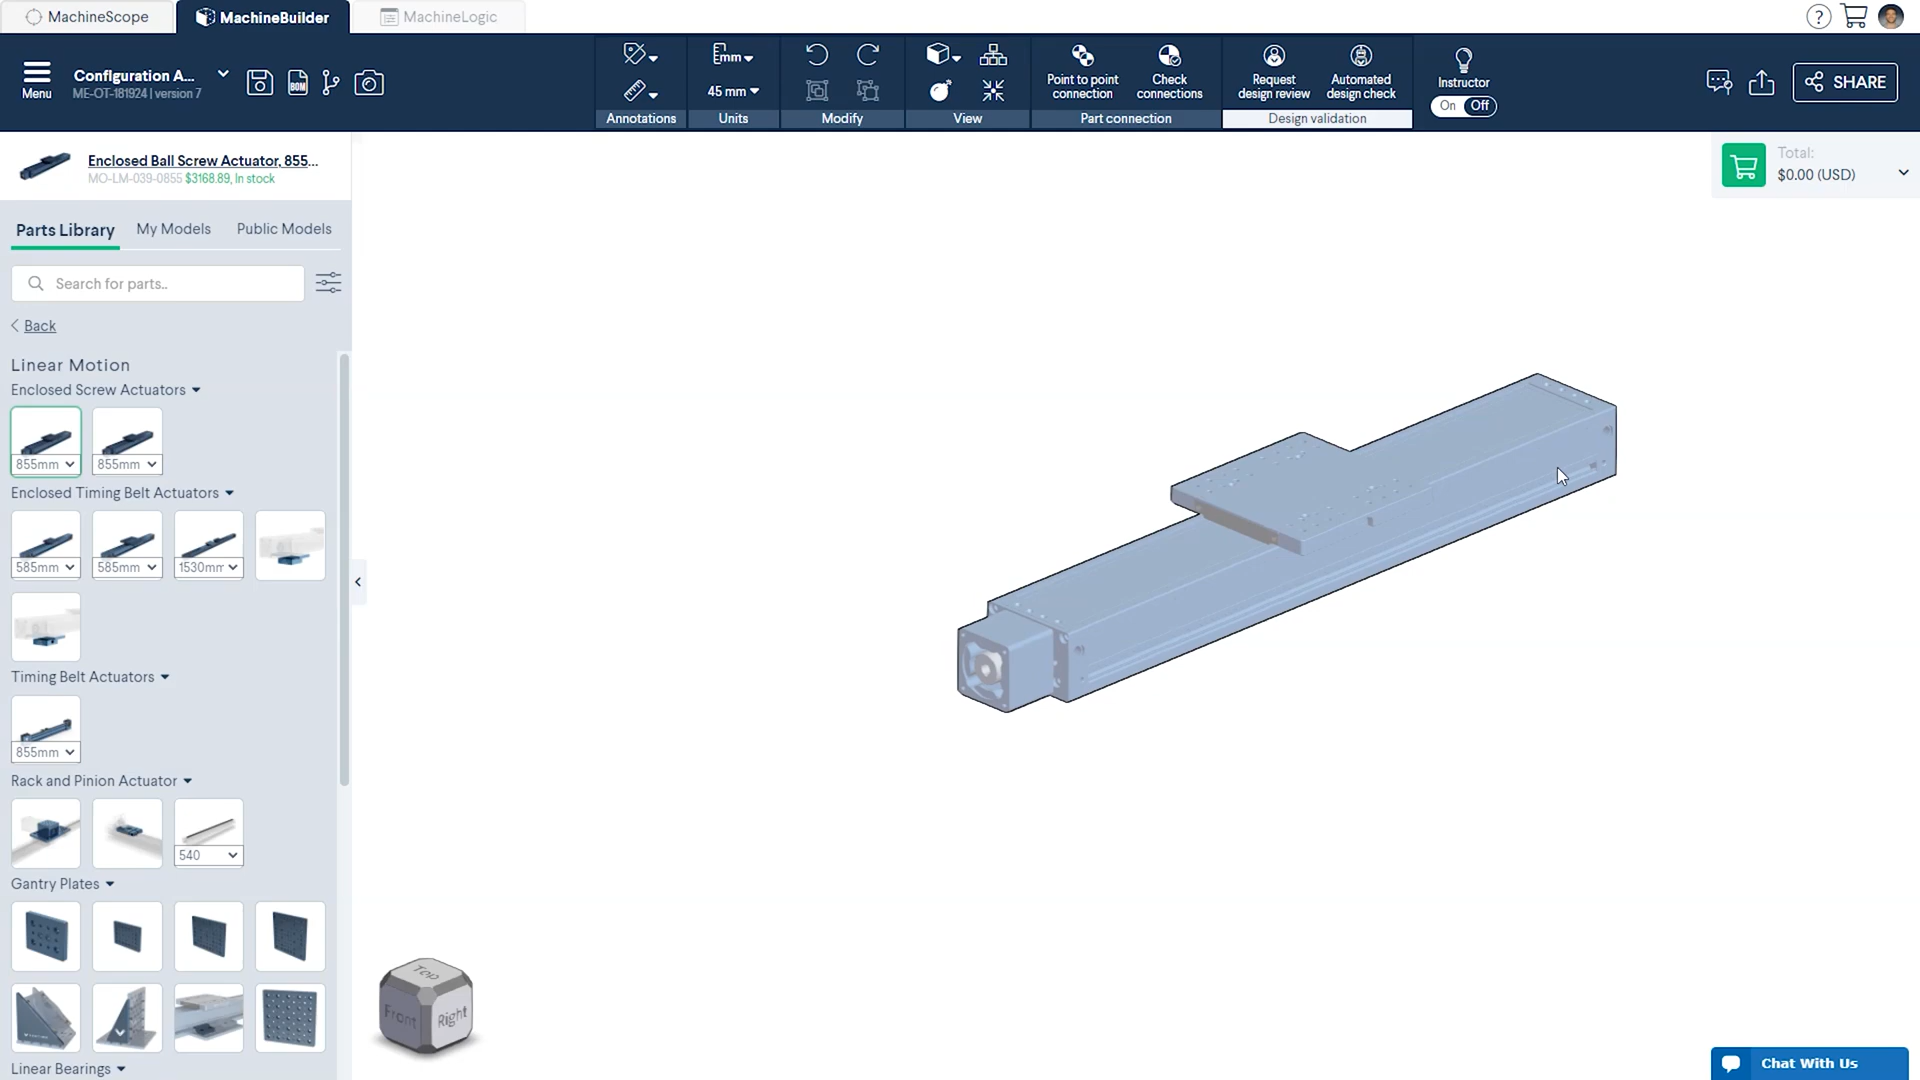 MachineScope
MachineBuilder
MachineLogic
?
Menu
Configuration A...
ME-OT-181924 | version 7
BOM
Annotations
mm
45 mm
Units
Modify
View
Point to point connection
Check connections
Part connection
Request design review
Automated design check
Design validation
Instructor
On Off
SHARE
Enclosed Ball Screw Actuator, 855...
MO-LM-039-0855 $3168.89, In stock
Total:
$0.00 (USD)
Parts Library
My Models
Public Models
Search for parts..
Back
Linear Motion
Enclosed Screw Actuators
855mm
855mm
Enclosed Timing Belt Actuators
585mm
585mm
1530mm
Timing Belt Actuators
855mm
Rack and Pinion Actuator
540
Gantry Plates
Linear Bearings
Top
Front
Right
Chat With Us